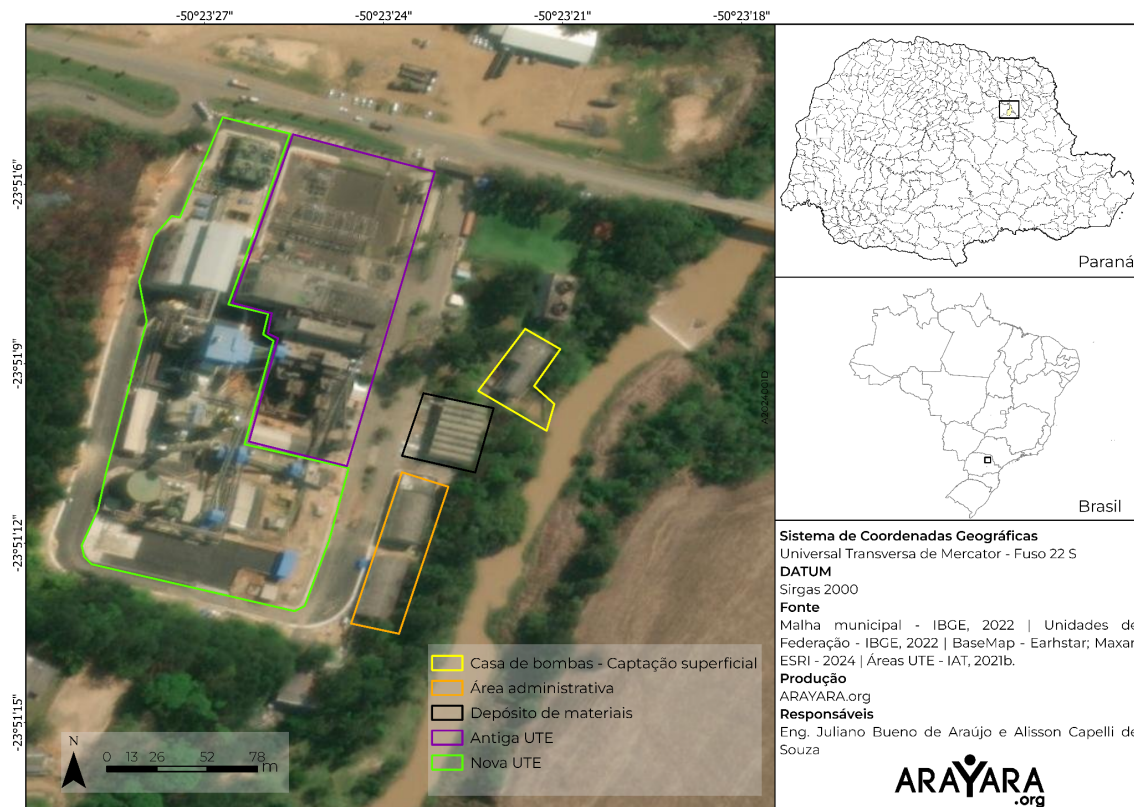 -50°23'27"
-50°23'24"
-50°23'21"
-50°23'18"
-23°51'6"
-23°51'9"
-23°51'12"
-23°51'15"
A20240010
Casa de bombas - Captação superficial
Área administrativa
Depósito de materiais
Antiga UTE
Nova UTE
N
0 13 26 52 78
m
Paraná
Brasil
Sistema de Coordenadas Geográficas
Universal Transversa de Mercator - Fuso 22 S
DATUM
Sirgas 2000
Fonte
Malha municipal - IBGE, 2022 | Unidades de
Federação - IBGE, 2022 | BaseMap - Earhstar; Maxar
ESRI - 2024 | Áreas UTE - IAT, 2021b.
Produção
ARAYARA.org
Responsáveis
Eng. Juliano Bueno de Araújo e Alisson Capelli de
Souza
ARAYARA
.org